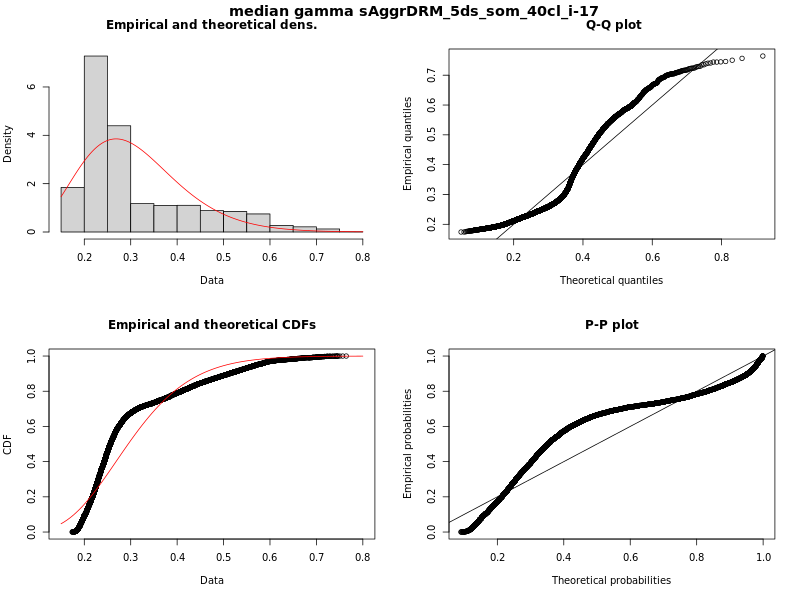 median gamma sAggrDRM_5ds_som_40cl_i-17
Empirical and theoretical dens.
Density
0 2 4 6
0.2 0.3 0.4 0.5 0.6 0.7 0.8
Data
Q-Q plot
Empirical quantiles
0.2 0.3 0.4 0.5 0.6 0.7
0.2 0.4 0.6 0.8
Theoretical quantiles
Empirical and theoretical CDFs
CDF
0.0 0.2 0.4 0.6 0.8 1.0
0.2 0.3 0.4 0.5 0.6 0.7 0.8
Data
P-P plot
Empirical probabilities
0.0 0.2 0.4 0.6 0.8 1.0
0.2 0.4 0.6 0.8 1.0
Theoretical probabilities